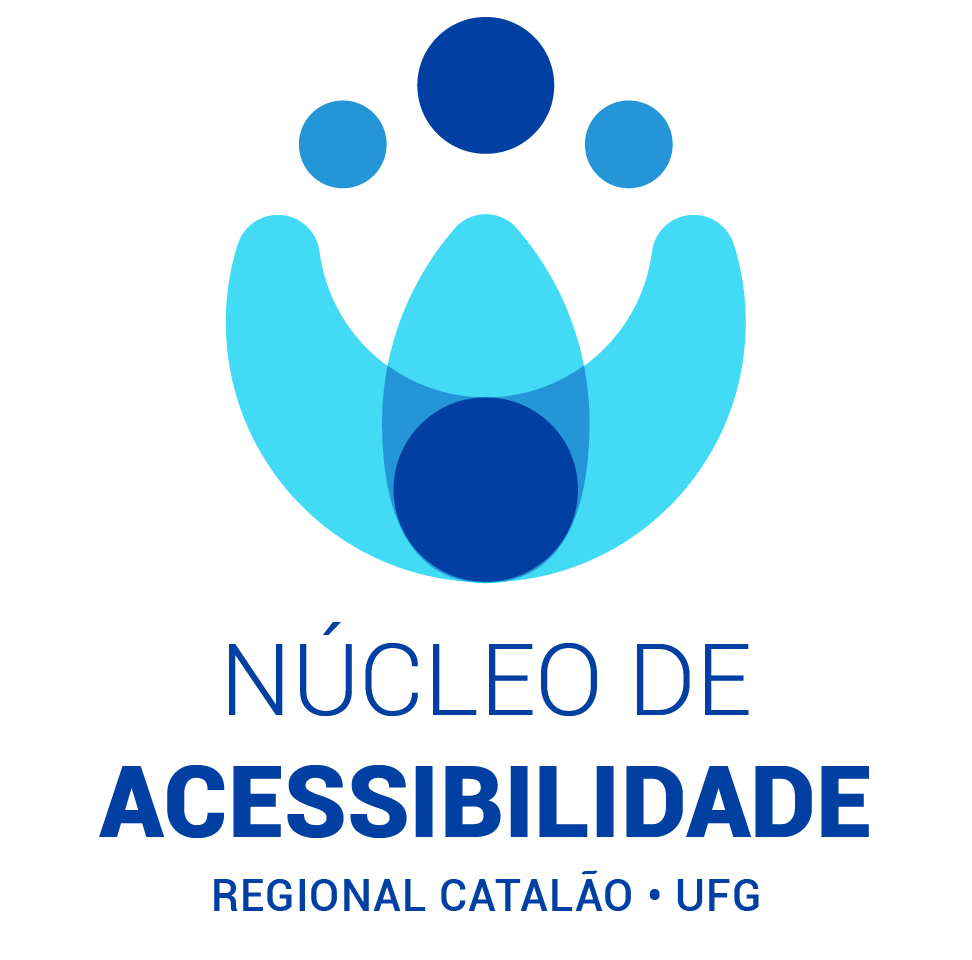 NÚCLEO DE
ACESSIBILIDADE
REGIONAL CATALÃO • UFG